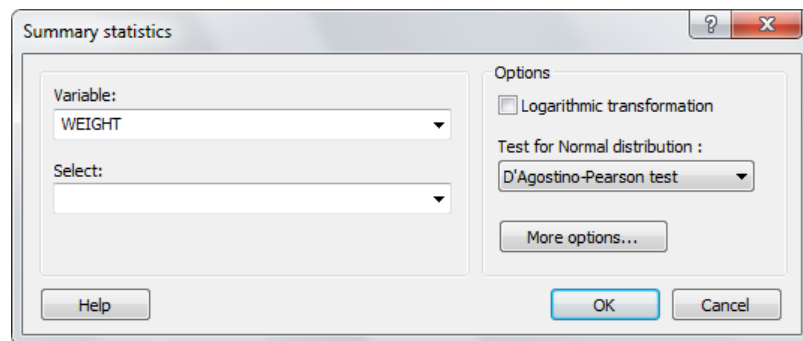 Summary statistics
Variable:
WEIGHT
Select:
Options
Logarithmic transformation
Test for Normal distribution :
D'Agostino-Pearson test
More options...
Help
OK
Cancel